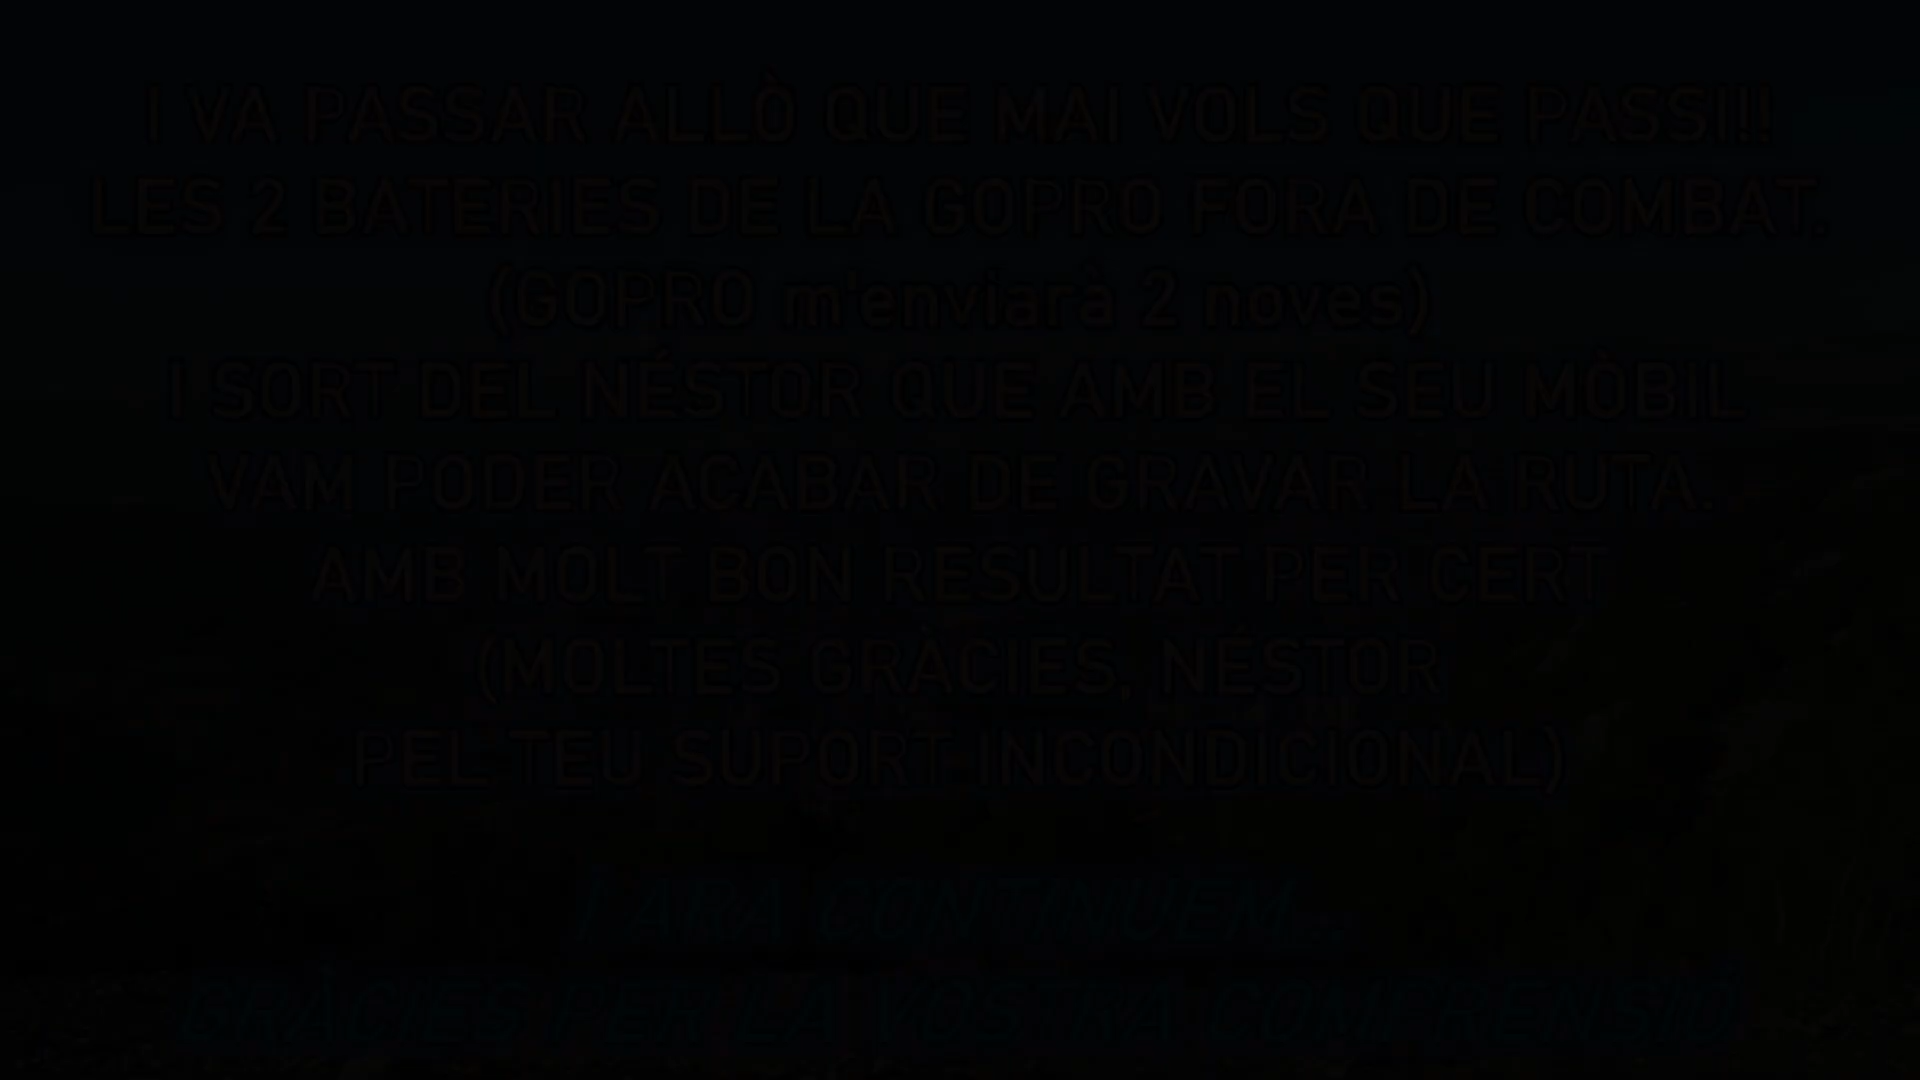 I VA PASSAR ALLÒ QUE MAI VOLS QUE PASSI!!!
LES 2 BATERIES DE LA GOPRO FORA DE COMBAT.
(GOPRO m'enviarà 2 noves)
I SORT DEL NÉSTOR QUE AMB EL SEU MÒBIL
VAM PODER ACABAR DE GRAVAR LA RUTA.
AMB MOLT BON RESULTAT PER CERT
(MOLTES GRÀCIES, NÉSTOR
PEL TEU SUPORT INCONDICIONAL)
I ARA CONTINUEM...
GRÀCIES PER LA VOSTRA COMPRENSIÓ